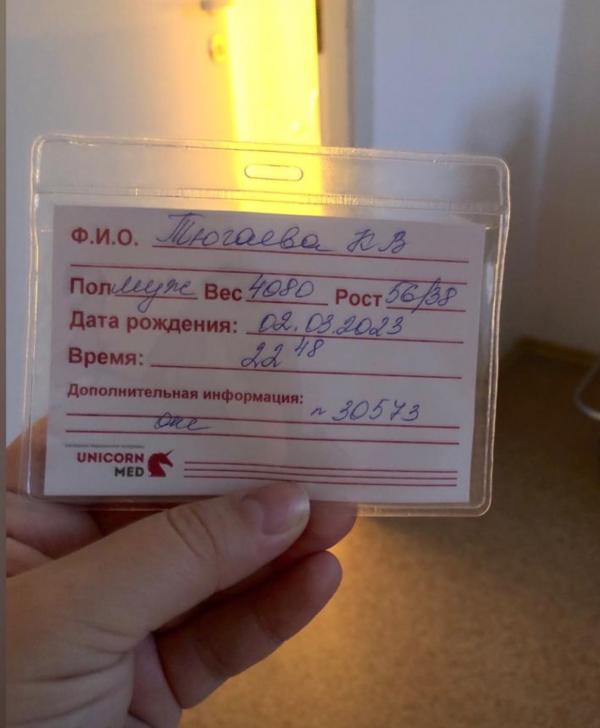 Ф.И.О. Тюгаева К В
Пол муж Вес 4080 Рост 56/38
Дата рождения: 02.03.2023
Время: 22 48
Дополнительная информация:
п 30573
оке
UNICORN
MED